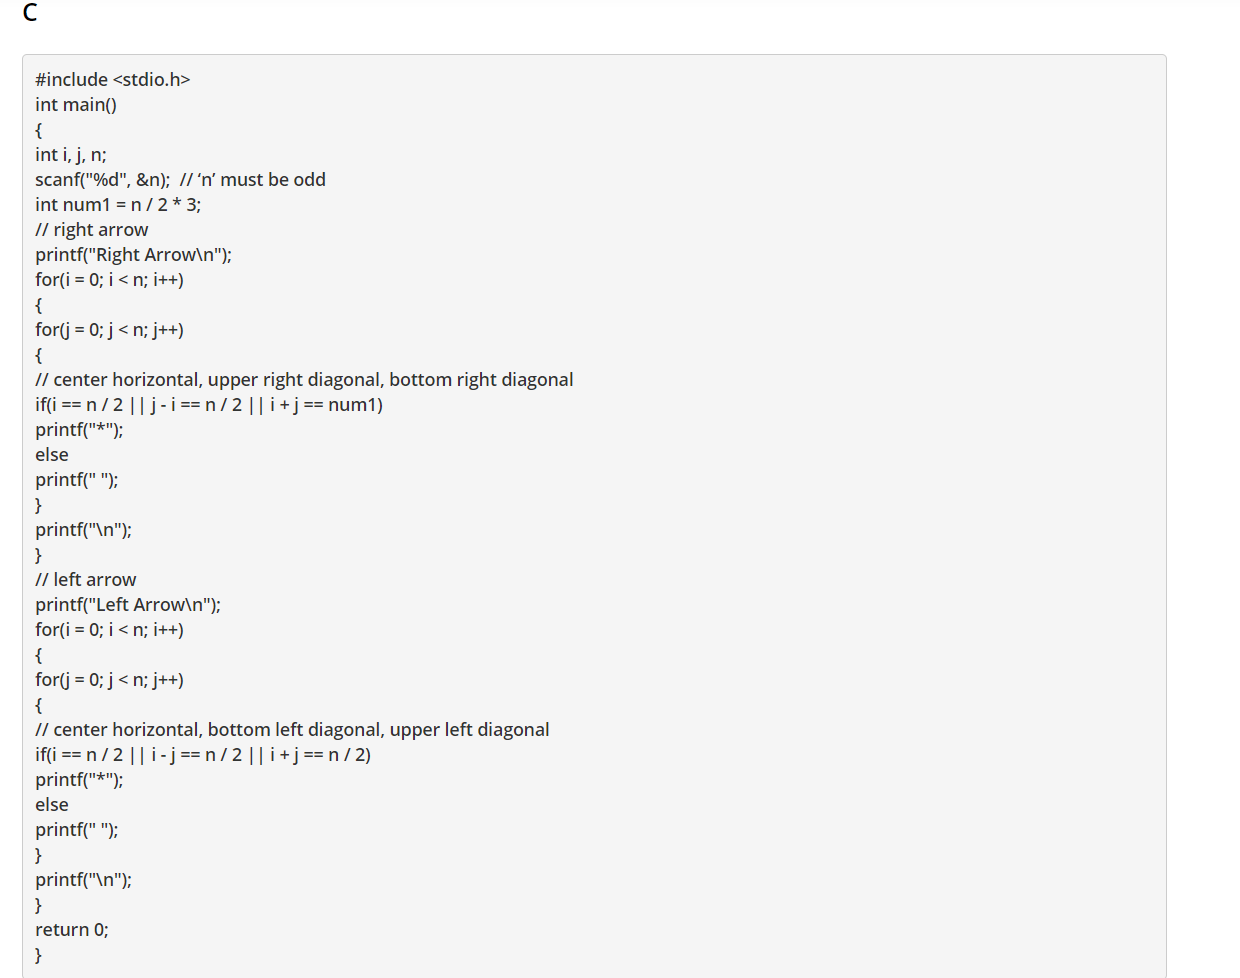 C
#include <stdio.h>
int main()
{
int i, j, n;
scanf("%d", &n);  // ‘n’ must be odd
int num1 = n / 2 * 3;
// right arrow
printf("Right Arrow\n");
for(i = 0; i < n; i++)
{
for(j = 0; j < n; j++)
{
// center horizontal, upper right diagonal, bottom right diagonal
if(i == n / 2 || j - i == n / 2 || i + j == num1)
printf("*");
else
printf(" ");
}
printf("\n");
}
// left arrow
printf("Left Arrow\n");
for(i = 0; i < n; i++)
{
for(j = 0; j < n; j++)
{
// center horizontal, bottom left diagonal, upper left diagonal
if(i == n / 2 || i - j == n / 2 || i + j == n / 2)
printf("*");
else
printf(" ");
}
printf("\n");
}
return 0;
}